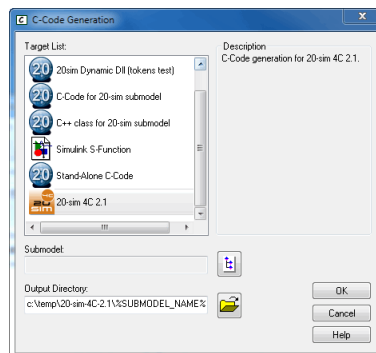 C-Code Generation
Target List:
20sim Dynamic Dll (tokens test)
C-Code for 20-sim submodel
C++ class for 20-sim submodel
Simulink S-Function
Stand-Alone C-Code
20-sim 4C 2.1
Description
C-Code generation for 20-sim 4C 2.1.
Submodel:
Output Directory:
c:\temp\20-sim-4C-2.1\%SUBMODEL_NAME%
OK
Cancel
Help